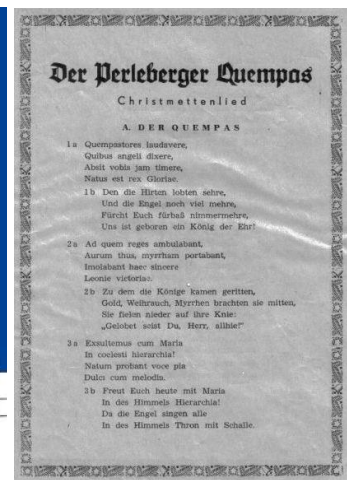 Der Perleberger Quempas
Christmettenlied
A. DER QUEMPAS
1a Quempastores laudavere,
Quibus angeli dixere,
Absit vobis jam timere,
Natus est rex Gloriae.
1b Den die Hirten lobten sehre,
Und die Engel noch viel mehre,
Fürcht Euch fürbaß nimmermehre,
Uns ist geboren ein König der Ehr!
2a Ad quem reges ambulabant,
Aurum thus, myrrham portabant,
Imolabant haec sincere
Leonie victoriae.
2b Zu dem die Könige kamen geritten,
Gold, Weihrauch, Myrrhen brachten sie mitten,
Sie fielen nieder auf ihre Knie:
„Gelobet seist Du, Herr, allhie!“
3a Exsultemus cum Maria
In coelesti hierarchia!
Natum probant voce pia
Dulci cum melodia.
3b Freut Euch heute mit Maria
In des Himmels Hierarchia!
Da die Engel singen alle
In des Himmels Thron mit Schalle.